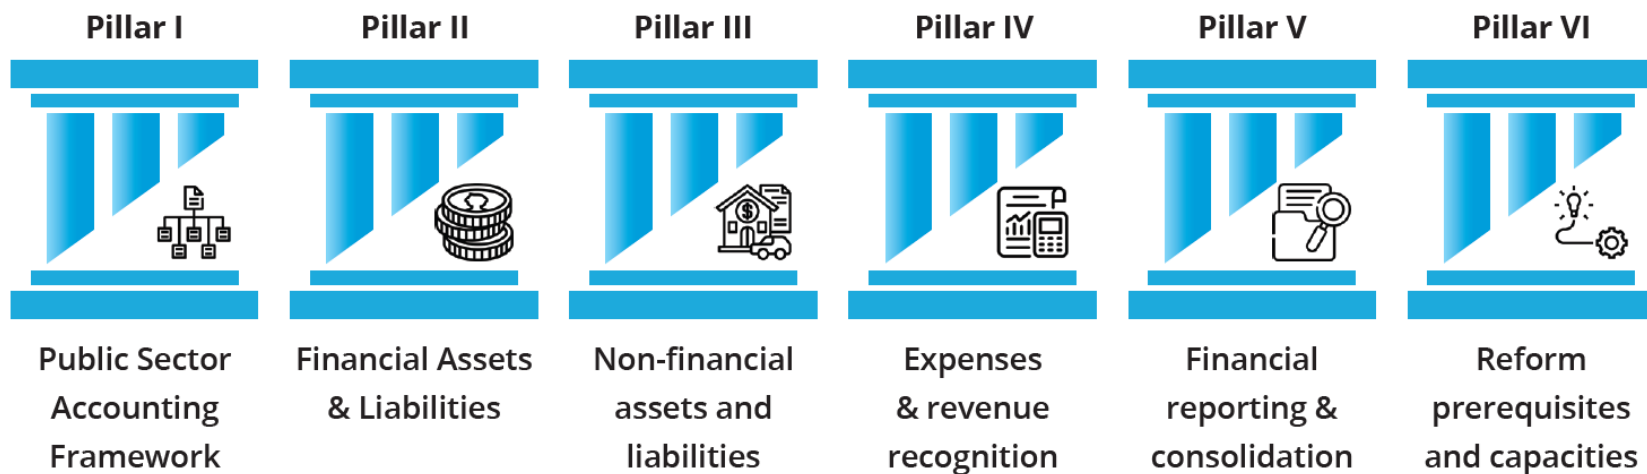 Pillar I
Public Sector
Accounting
Framework
Pillar II
Financial Assets
& Liabilities
Pillar III
$
Non-financial
assets and
liabilities
Pillar IV
Expenses
& revenue
recognition
Pillar V
Financial
reporting &
consolidation
Pillar VI
Reform
prerequisites
and capacities